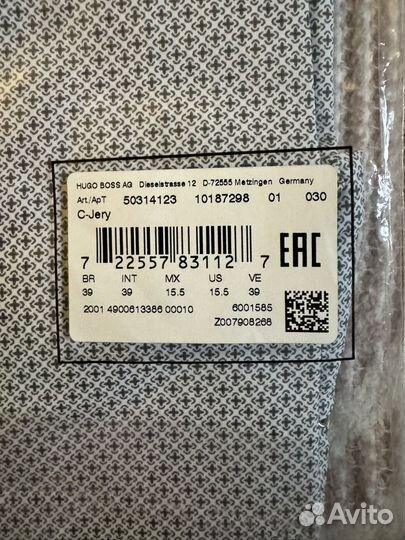 HUGO BOSS AG Dieselstrasse 12 D-72555 Metzingen Germany
Art./АрТ 50314123 10187298 01 030
C-Jery
7 22557 83112 7
EAC
BR INT MX US VE
39 39 15.5 15.5 39
2001 4900613386 00010 6001585
Z007908268
Avito